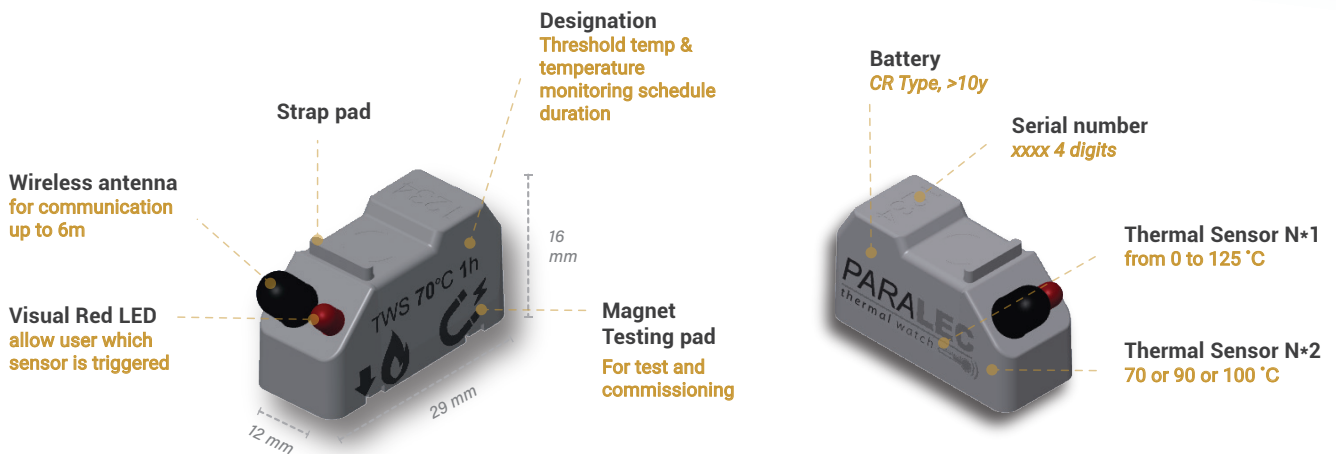 Designation
Threshold temp &
temperature
monitoring schedule
duration
Strap pad
Wireless antenna
for communication
up to 6m
Visual Red LED
allow user which
sensor is triggered
1234
TWS 70°C 1h
16
mm
29 mm
12 mm
Magnet
Testing pad
For test and
commissioning
Battery
CR Type, >10y
Serial number
xxxx 4 digits
1234
PARALEC
thermal watch
Thermal Sensor N*1
from 0 to 125 ˚C
Thermal Sensor N*2
70 or 90 or 100 ˚C